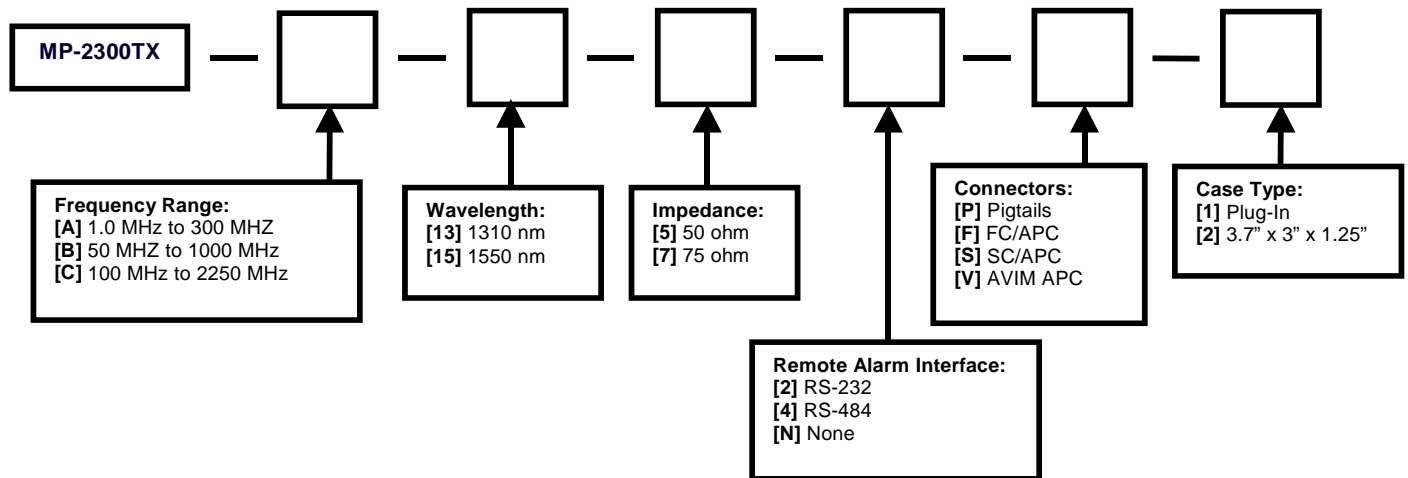 MP-2300TX
Frequency Range:
[A] 1.0 MHz to 300 MHZ
[B] 50 MHZ to 1000 MHz
[C] 100 MHz to 2250 MHz
Wavelength:
[13] 1310 nm
[15] 1550 nm
Impedance:
[5] 50 ohm
[7] 75 ohm
Remote Alarm Interface:
[2] RS-232
[4] RS-484
[N] None
Connectors:
[P] Pigtails
[F] FC/APC
[S] SC/APC
[V] AVIM APC
Case Type:
[1] Plug-In
[2] 3.7” x 3” x 1.25”